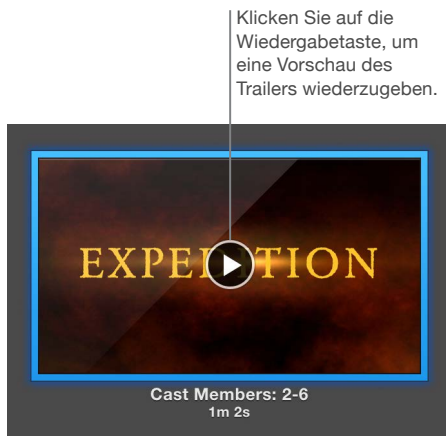 Klicken Sie auf die
Wiedergabetaste, um
eine Vorschau des
Trailers wiederzugeben.
EXPEDITION
Cast Members: 2-6
1m 2s